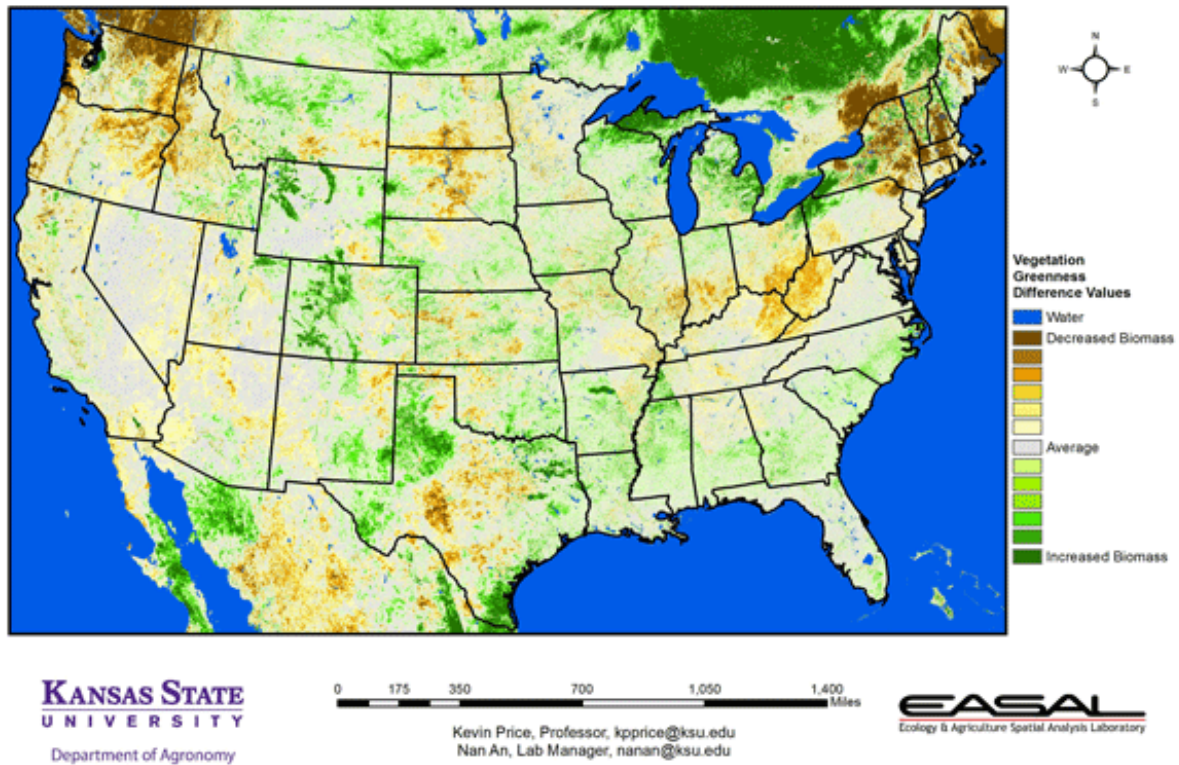 N
W E
S
Vegetation
Greenness
Difference Values
Water
Decreased Biomass
Average
Increased Biomass
KANSAS STATE
UNIVERSITY
Department of Agronomy
0 175 350 700 1,050 1,400
Miles
Kevin Price, Professor, kpprice@ksu.edu
Nan An, Lab Manager, nanan@ksu.edu
EASAL
Ecology & Agriculture Spatial Analysis Laboratory